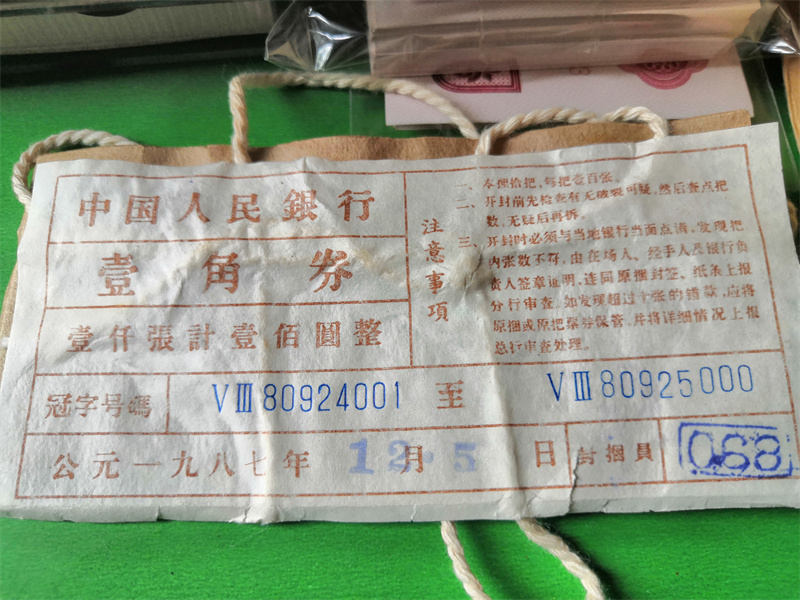 中国人民銀行
壹角券
壹仟張計壹佰圓整
注意事項
一、本捆拾把,每把壹百张。
二、开封前先检查有无破裂可疑,然后查点把
数,无疑后再拆。
三、开封时必须与当地银行当面点清,发现把
内张数不符,由在场人、经手人及银行负
责人签章证明,连同原捆封签、纸条上报
分行审查。如发现超过十张的错款,应将
原捆或原把票券保管,并将详细情况上报
总行审查处理。
冠字号碼 VⅢ80924001 至 VⅢ80925000
公元一九八七年 12月 5 日 封捆員 068